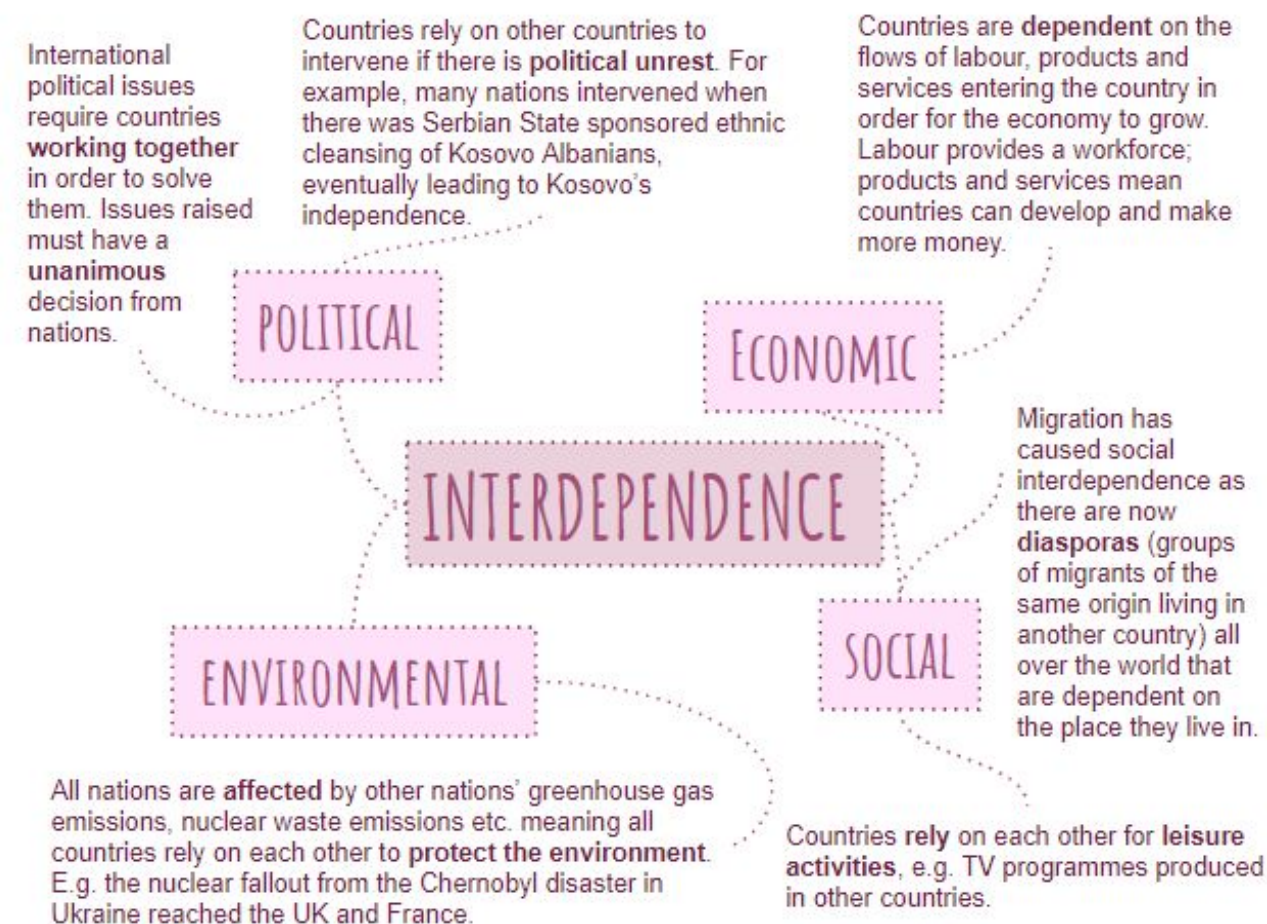 International
political issues
require countries
working together
in order to solve
them. Issues raised
must have a
unanimous
decision from
nations.
Countries rely on other countries to
intervene if there is political unrest. For
example, many nations intervened when
there was Serbian State sponsored ethnic
cleansing of Kosovo Albanians,
eventually leading to Kosovo's
independence.
Countries are dependent on the
flows of labour, products and
services entering the country in
order for the economy to grow.
Labour provides a workforce;
products and services mean
countries can develop and make
more money.
POLITICAL
ECONOMIC
INTERDEPENDENCE
Migration has
caused social
interdependence as
there are now
diasporas (groups
of migrants of the
same origin living in
another country) all
over the world that
are dependent on
the place they live in.
ENVIRONMENTAL
SOCIAL
All nations are affected by other nations' greenhouse gas
emissions, nuclear waste emissions etc. meaning all
countries rely on each other to protect the environment.
E.g. the nuclear fallout from the Chernobyl disaster in
Ukraine reached the UK and France.
Countries rely on each other for leisure
activities, e.g. TV programmes produced
in other countries.